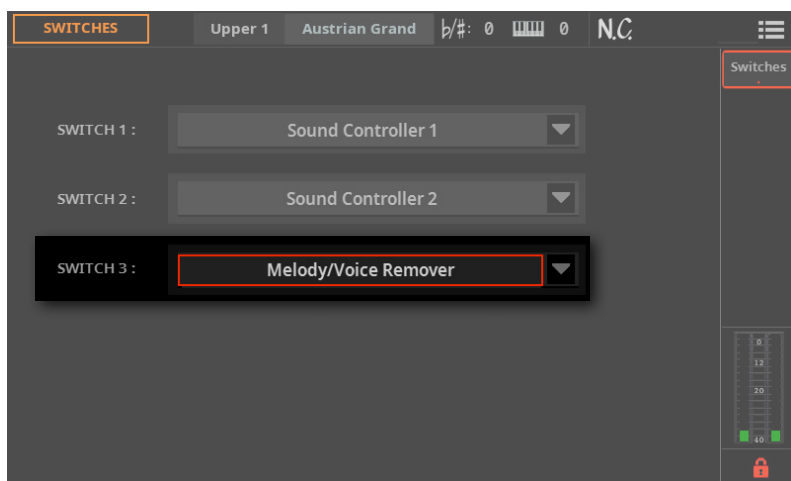 SWITCHES Upper 1 Austrian Grand ♭/#: 0 0 N.C.
Switches
SWITCH 1 : Sound Controller 1
SWITCH 2 : Sound Controller 2
SWITCH 3 : Melody/Voice Remover
0
12
20
40